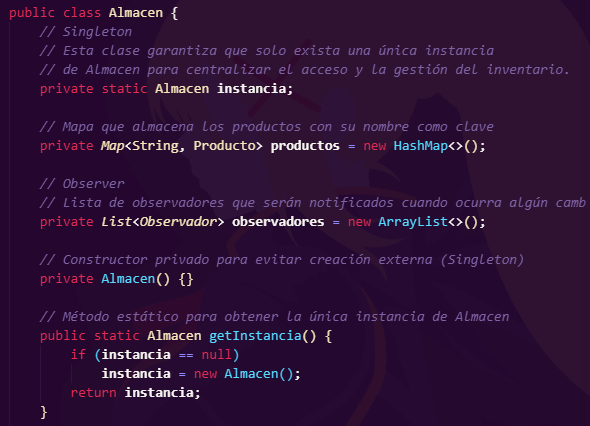 public class Almacen {
// Singleton
// Esta clase garantiza que solo exista una única instancia
// de Almacen para centralizar el acceso y la gestión del inventario.
private static Almacen instancia;
// Mapa que almacena los productos con su nombre como clave
private Map<String, Producto> productos = new HashMap<>();
// Observer
// Lista de observadores que serán notificados cuando ocurra algún camb
private List<Observador> observadores = new ArrayList<>();
// Constructor privado para evitar creación externa (Singleton)
private Almacen() {}
// Método estático para obtener la única instancia de Almacen
public static Almacen getInstancia() {
if (instancia == null)
instancia = new Almacen();
return instancia;
}